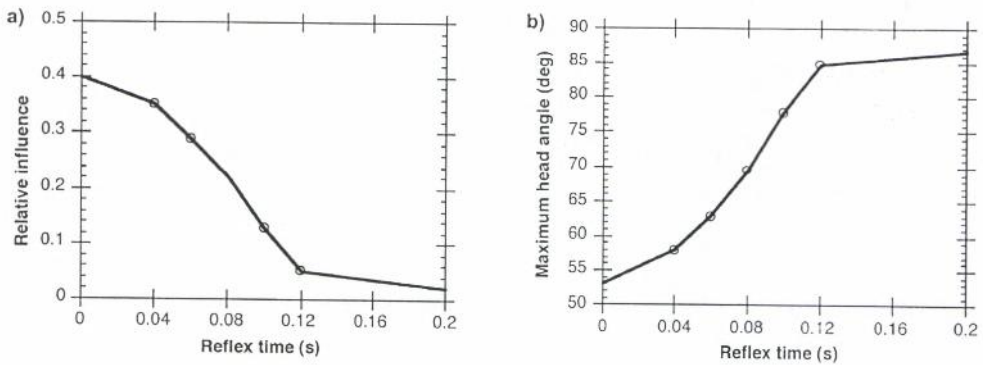 a)
0.5
0.4
0.3
0.2
0.1
0
0 0.04 0.08 0.12 0.16 0.2
Relative influence
Reflex time (s)
b)
90
85
80
75
70
65
60
55
50
0 0.04 0.08 0.12 0.16 0.2
Maximum head angle (deg)
Reflex time (s)